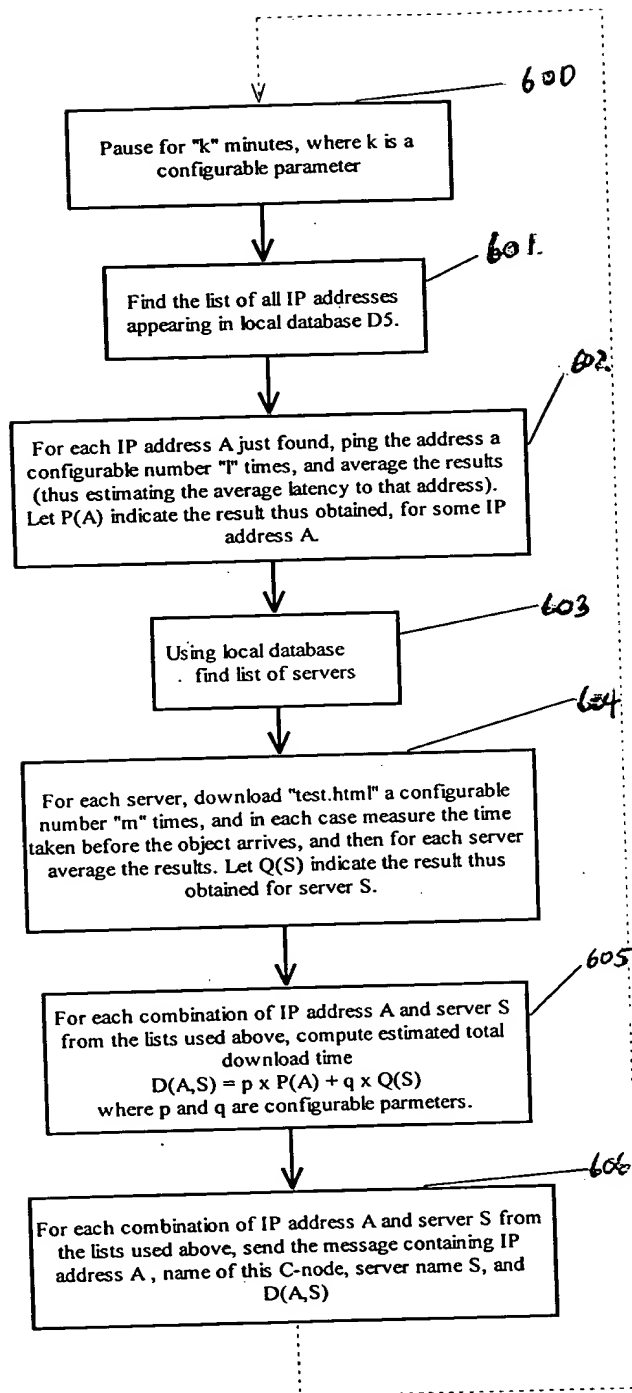 600
Pause for "k" minutes, where k is a
configurable parameter
601.
Find the list of all IP addresses
appearing in local database D5.
602.
For each IP address A just found, ping the address a
configurable number "l" times, and average the results
(thus estimating the average latency to that address).
Let P(A) indicate the result thus obtained, for some IP
address A.
603
Using local database
. find list of servers
604
For each server, download "test.html" a configurable
number "m" times, and in each case measure the time
taken before the object arrives, and then for each server
average the results. Let Q(S) indicate the result thus
obtained for server S.
605
For each combination of IP address A and server S
from the lists used above, compute estimated total
download time
D(A,S) = p x P(A) + q x Q(S)
where p and q are configurable parmeters.
606
For each combination of IP address A and server S from
the lists used above, send the message containing IP
address A , name of this C-node, server name S, and
D(A,S)